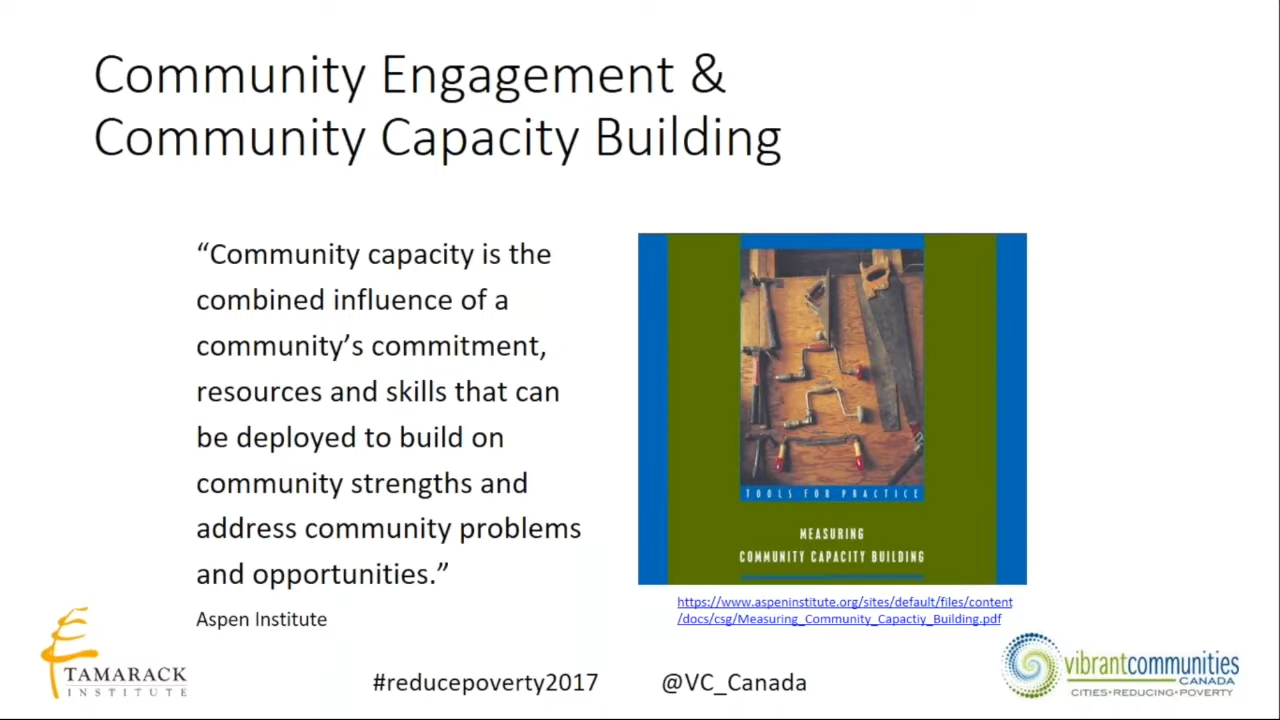 Community Engagement &
Community Capacity Building
“Community capacity is the
combined influence of a
community’s commitment,
resources and skills that can
be deployed to build on
community strengths and
address community problems
and opportunities.”
Aspen Institute
TOOLS FOR PRACTICE
MEASURING
COMMUNITY CAPACITY BUILDING
https://www.aspeninstitute.org/sites/default/files/content
/docs/csg/Measuring_Community_Capactiy_Building.pdf
TAMARACK
INSTITUTE
#reducepoverty2017
@VC_Canada
vibrantcommunities
CANADA
CITIES•REDUCING•POVERTY